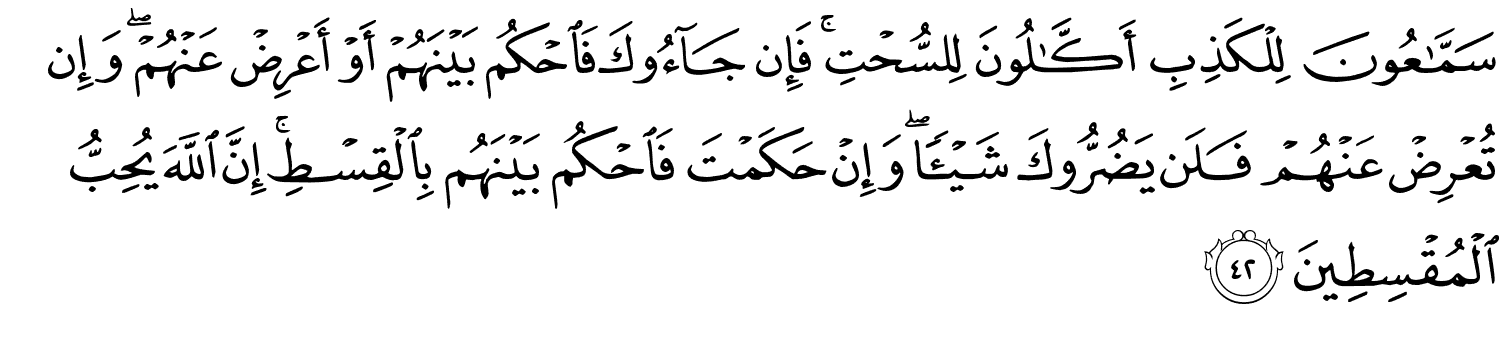 سَمَّـٰعُونَ لِلْكَذِبِ أَكَّـٰلُونَ لِلسُّحْتِ ۚ فَإِن جَآءُوكَ فَٱحْكُم بَيْنَهُمْ أَوْ أَعْرِضْ عَنْهُمْ ۖ وَإِن
تُعْرِضْ عَنْهُمْ فَلَن يَضُرُّوكَ شَيْـًٔا ۖ وَإِنْ حَكَمْتَ فَٱحْكُم بَيْنَهُم بِٱلْقِسْطِ ۚ إِنَّ ٱللَّهَ يُحِبُّ
ٱلْمُقْسِطِينَ ٤٢